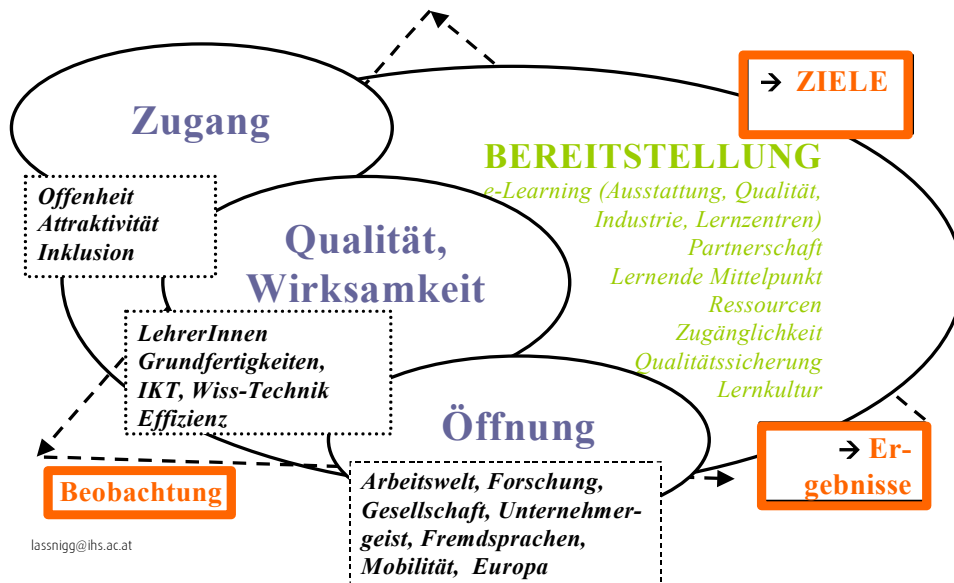 Zugang
→ ZIELE
BEREITSTELLUNG
e-Learning (Ausstattung, Qualität,
Industrie, Lernzentren)
Partnerschaft
Lernende Mittelpunkt
Ressourcen
Zugänglichkeit
Qualitätssicherung
Lernkultur
Offenheit
Attraktivität
Inklusion
Qualität,
Wirksamkeit
LehrerInnen
Grundfertigkeiten,
IKT, Wiss-Technik
Effizienz
Öffnung
→ Er-
gebnisse
Beobachtung
Arbeitswelt, Forschung,
Gesellschaft, Unternehmer-
geist, Fremdsprachen,
Mobilität, Europa
lassnigg@ihs.ac.at